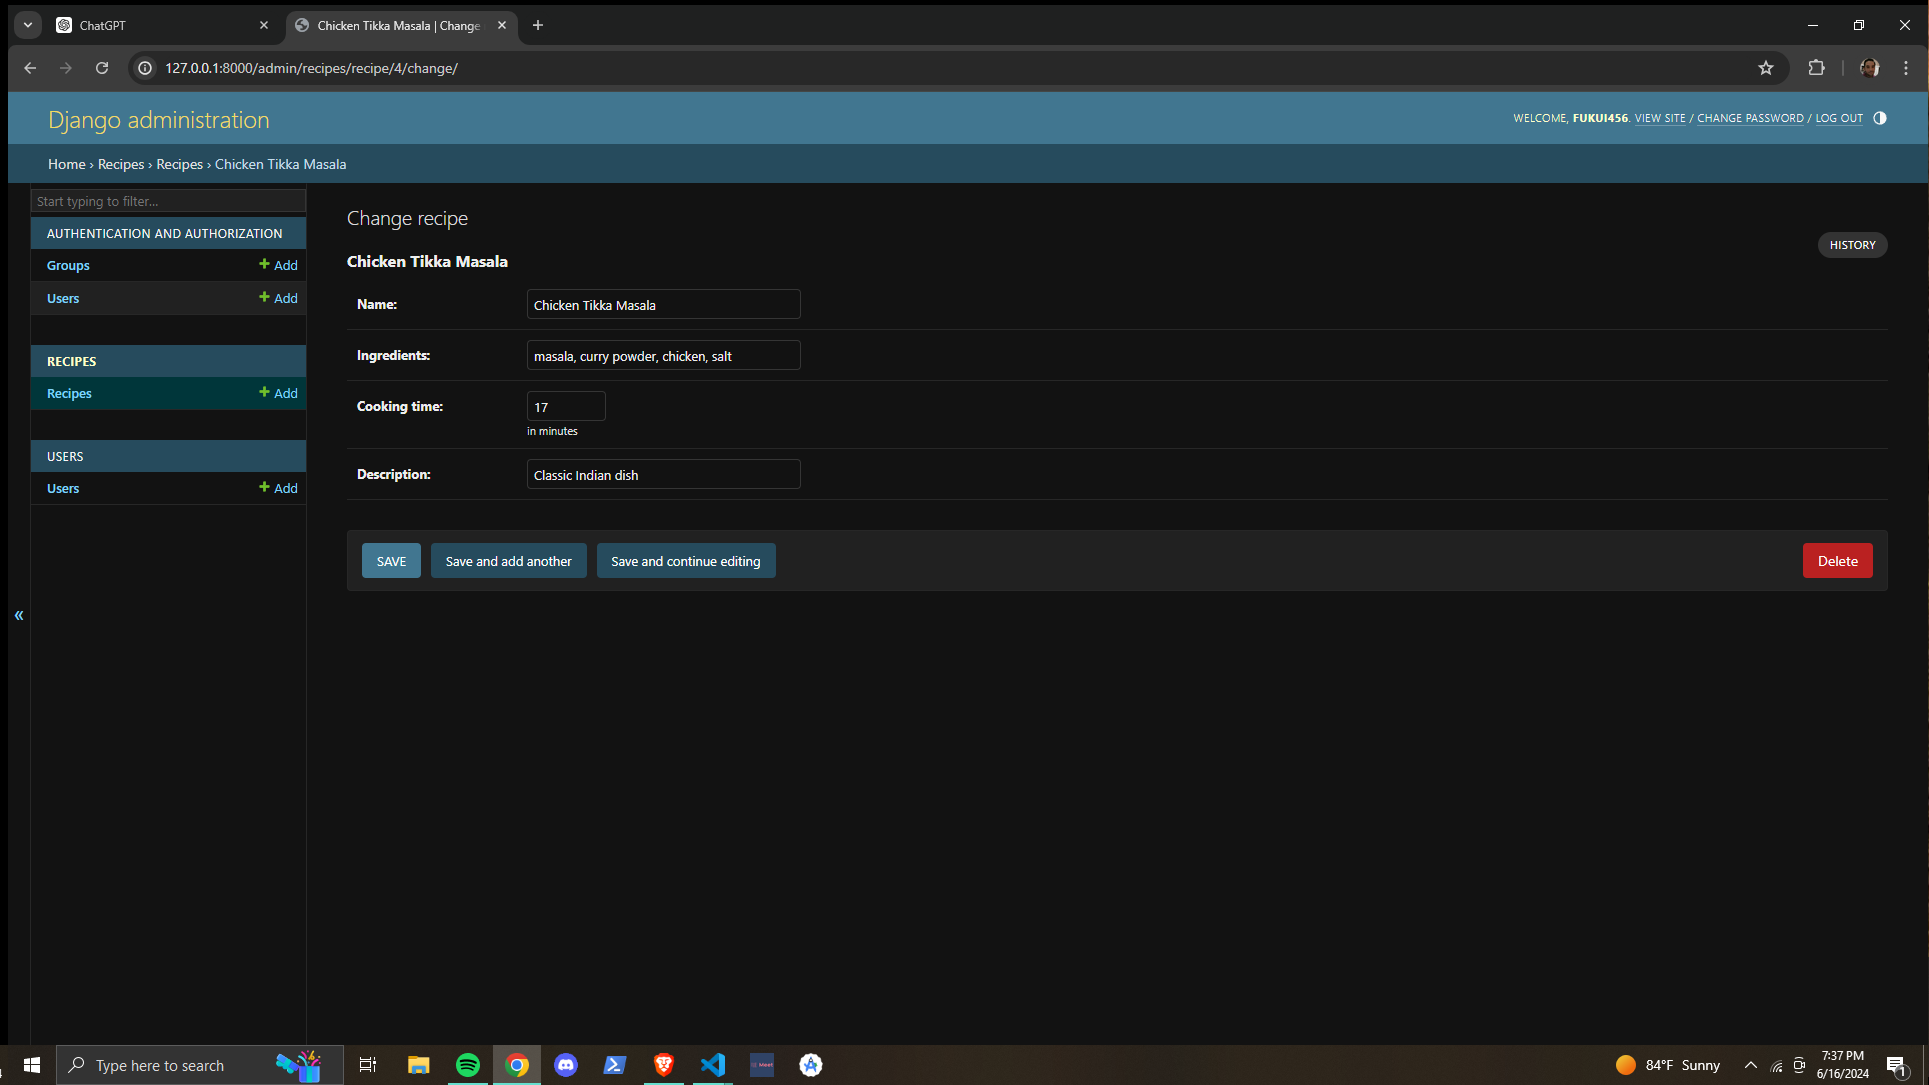 ChatGPT
Chicken Tikka Masala | Change
127.0.0.1:8000/admin/recipes/recipe/4/change/
Django administration
WELCOME, FUKUI456. VIEW SITE / CHANGE PASSWORD / LOG OUT
Home › Recipes › Recipes › Chicken Tikka Masala
Start typing to filter...
AUTHENTICATION AND AUTHORIZATION
Groups + Add
Users + Add
RECIPES
Recipes + Add
USERS
Users + Add
«
Change recipe
HISTORY
Chicken Tikka Masala
Name: Chicken Tikka Masala
Ingredients: masala, curry powder, chicken, salt
Cooking time: 17
in minutes
Description: Classic Indian dish
SAVE Save and add another Save and continue editing Delete
Type here to search
84°F Sunny
7:37 PM
6/16/2024
1